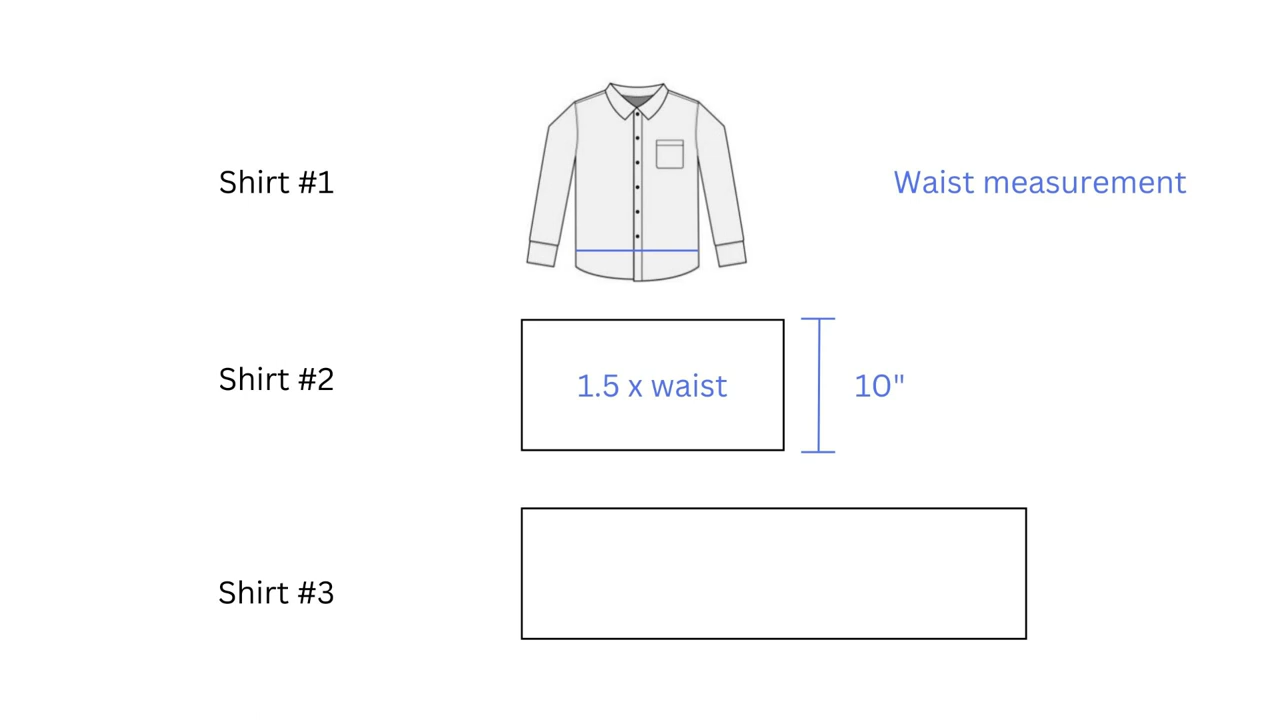 Shirt #1
Waist measurement
Shirt #2
1.5 x waist
10"
Shirt #3